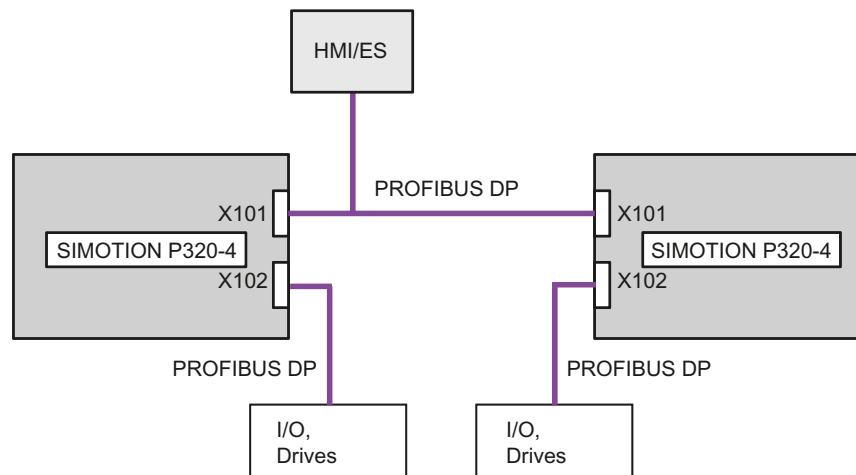 HMI/ES
PROFIBUS DP
X101
SIMOTION P320-4
X102
X101
SIMOTION P320-4
X102
PROFIBUS DP
PROFIBUS DP
I/O,
Drives
I/O,
Drives